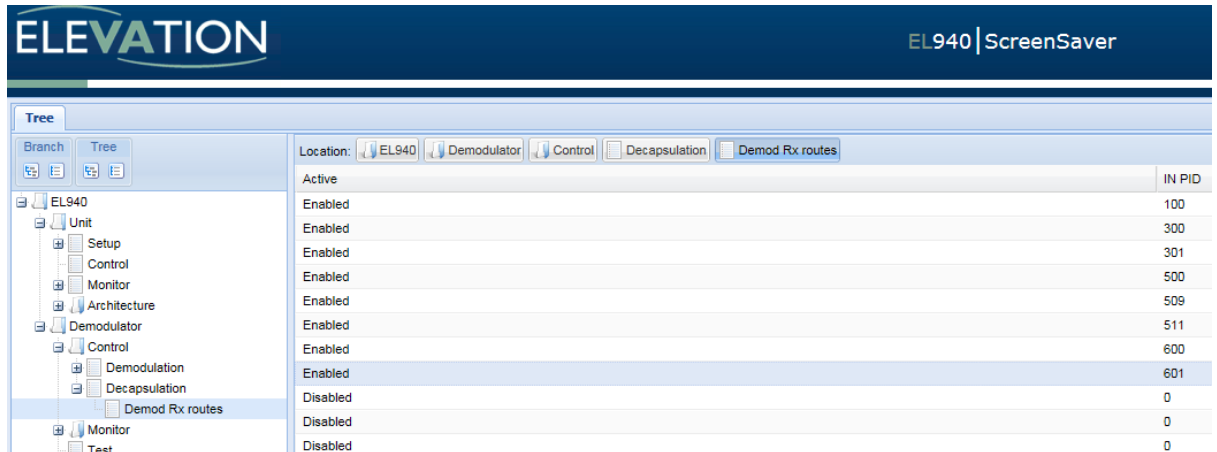 ELEVATION
EL940 | ScreenSaver
Tree
Branch Tree
Location: EL940 Demodulator Control Decapsulation Demod Rx routes
Active IN PID
Enabled 100
Enabled 300
Enabled 301
Enabled 500
Enabled 509
Enabled 511
Enabled 600
Enabled 601
Disabled 0
Disabled 0
Disabled 0
EL940
Unit
Setup
Control
Monitor
Architecture
Demodulator
Control
Demodulation
Decapsulation
Demod Rx routes
Monitor
Test